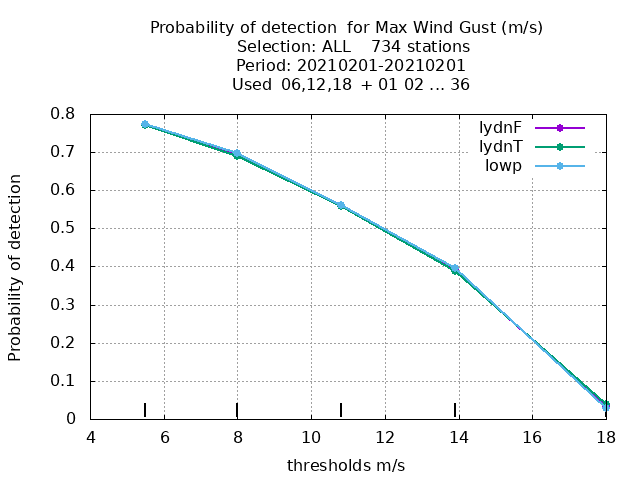 Probability of detection  for Max Wind Gust (m/s)
Selection: ALL    734 stations
Period: 20210201-20210201
Used  06,12,18  + 01 02 ... 36
lydnF
lydnT
lowp
Probability of detection
0.8
0.7
0.6
0.5
0.4
0.3
0.2
0.1
0
4 6 8 10 12 14 16 18
thresholds m/s